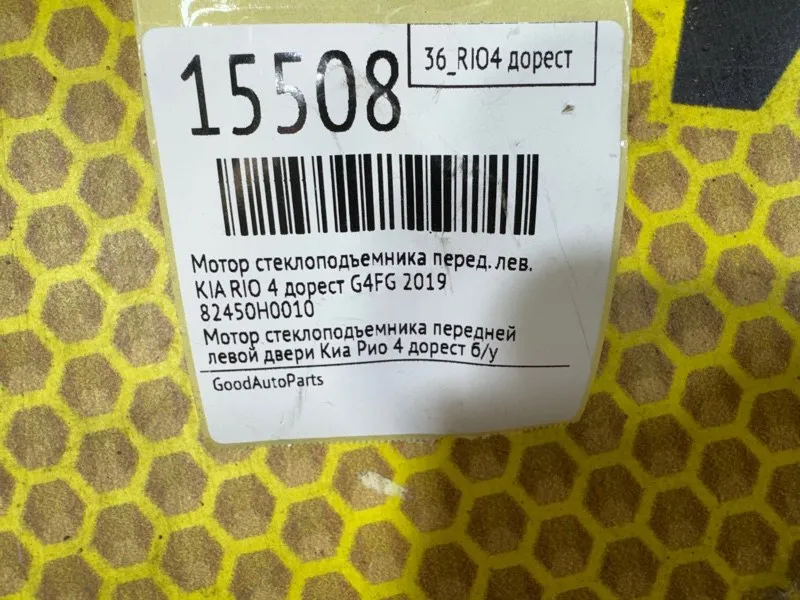 15508
36_RIO4 дорест
Мотор стеклоподъемника перед. лев.
KIA RIO 4 дорест G4FG 2019
82450H0010
Мотор стеклоподъемника передней
левой двери Киа Рио 4 дорест б/у
GoodAutoParts